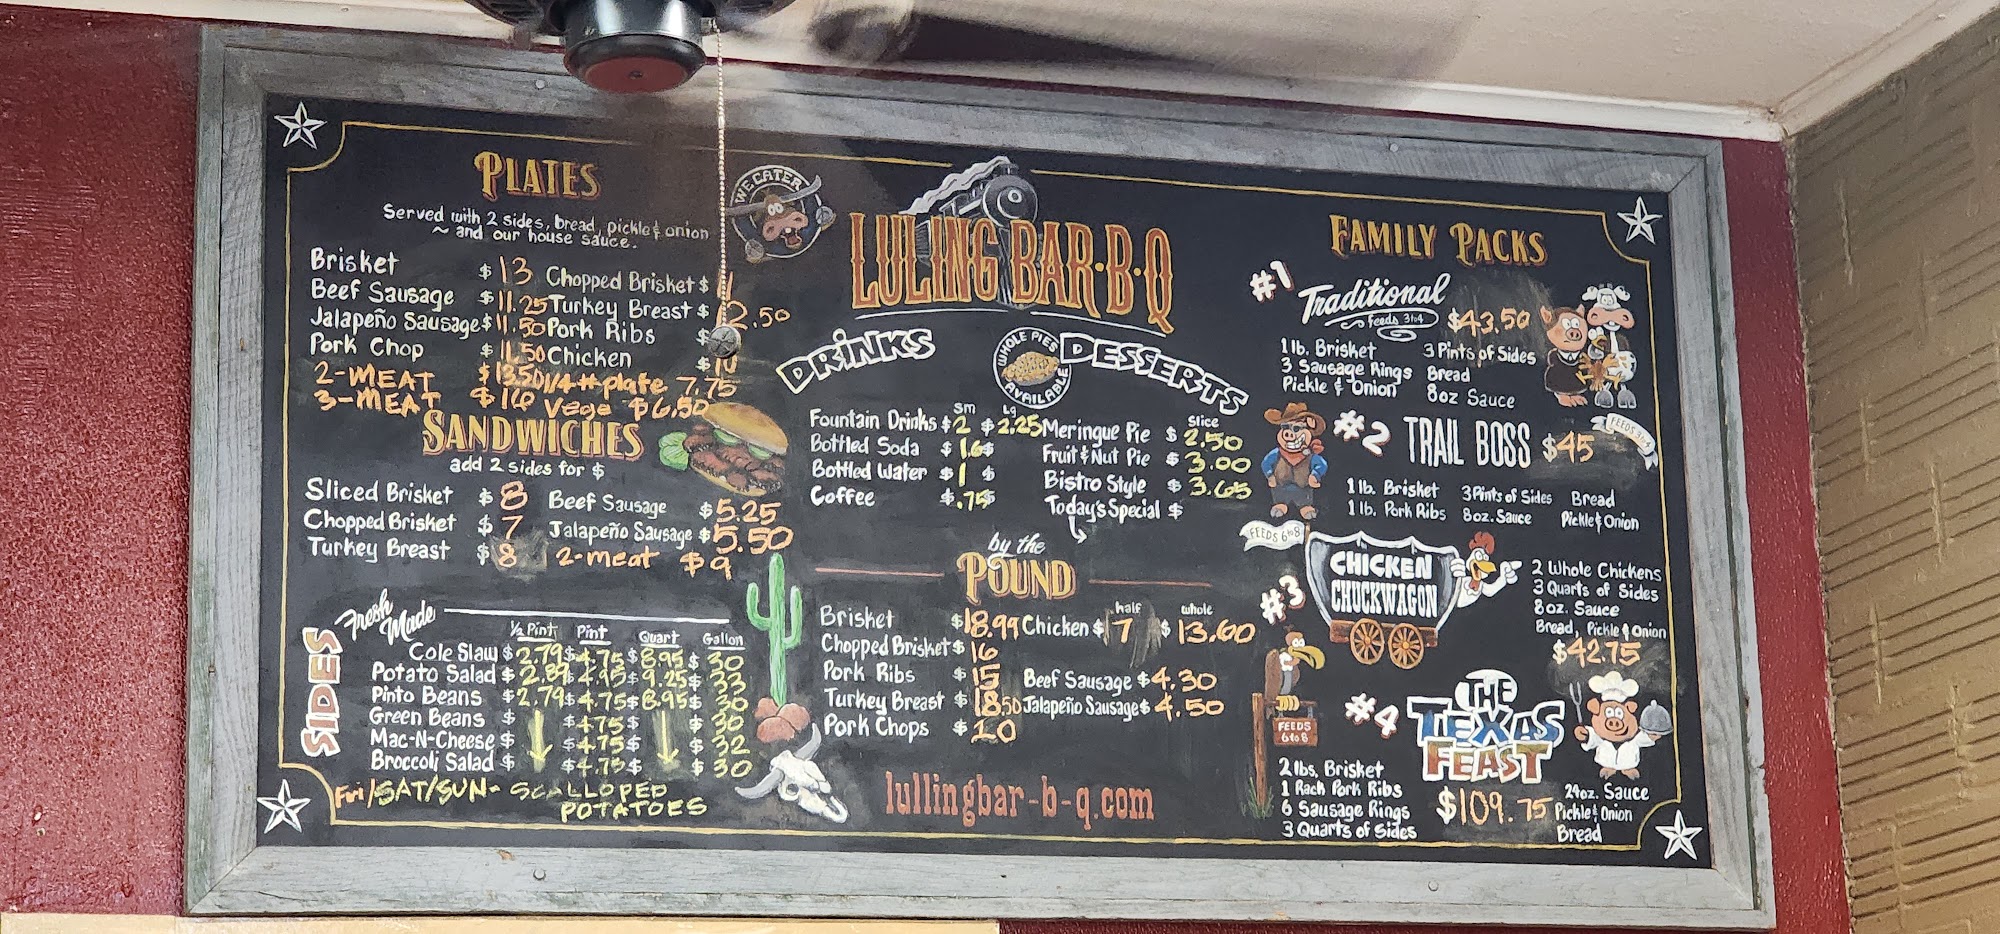 PLATES
Served with 2 sides, bread, pickle & onion
~ and our house sauce.
Brisket $13 Chopped Brisket $
Beef Sausage $11.25 Turkey Breast $ 12.50
Jalapeño Sausage $11.50 Pork Ribs $
Pork Chop $11.50 Chicken $
2-MEAT $13.50 1/4 # plate 7.75
3-MEAT $16 Vege $6.50
WE CATER
SANDWICHES
add 2 sides for $
Sliced Brisket $8 Beef Sausage $5.25
Chopped Brisket $7 Jalapeño Sausage $5.50
Turkey Breast $8 2-meat $9
SIDES
Fresh Made
1/2 Pint Pint Quart Gallon
Cole Slaw $2.79 $4.75 $8.95 $30
Potato Salad $2.89 $4.95 $9.25 $33
Pinto Beans $2.79 $4.75 $8.95 $30
Green Beans $ $4.75 $ $30
Mac-N-Cheese $ $4.75 $ $32
Broccoli Salad $ $4.75 $ $30
Fri/SAT/SUN- SCALLOPED
POTATOES
LULING BAR·B·Q
DRiNKS
Sm Lg
Fountain Drinks $2 $2.25
Bottled Soda $
Bottled Water $1 $
Coffee $.75
WHOLE PIES AVAILABLE
DESSERTS
Slice
Meringue Pie $2.50
Fruit & Nut Pie $3.00
Bistro Style $3.65
Today's Special $
by the
POUND
half whole
Brisket $18.99 Chicken $7 $13.60
Chopped Brisket $16
Pork Ribs $15 Beef Sausage $4.30
Turkey Breast $18.50 Jalapeño Sausage $4.50
Pork Chops $10
lullingbar-b-q.com
FAMILY PACKS
#1 Traditional $43.50
feeds 3to4
1 lb. Brisket 3 Pints of Sides
3 Sausage Rings Bread
Pickle & Onion 8oz Sauce
#2 TRAIL BOSS $45
FEEDS 3to4
1 lb. Brisket 3 Pints of Sides Bread
1 lb. Pork Ribs 8oz. Sauce Pickle & Onion
FEEDS 6to8
#3 CHICKEN
CHUCKWAGON
2 Whole Chickens
3 Quarts of Sides
8oz. Sauce
Bread, Pickle & Onion
$42.75
#4 THE
TEXAS
FEAST
FEEDS
6to8
2 lbs. Brisket
1 Rack Pork Ribs
6 Sausage Rings
3 Quarts of Sides
$109.75
24oz. Sauce
Pickle & Onion
Bread